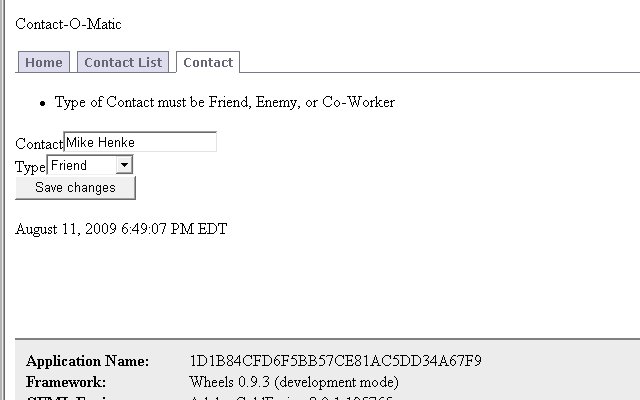 Contact-O-Matic
Home Contact List Contact
• Type of Contact must be Friend, Enemy, or Co-Worker
Contact Mike Henke
Type Friend
Save changes
August 11, 2009 6:49:07 PM EDT
Application Name: 1D1B84CFD6F5BB57CE81AC5DD34A67F9
Framework: Wheels 0.9.3 (development mode)